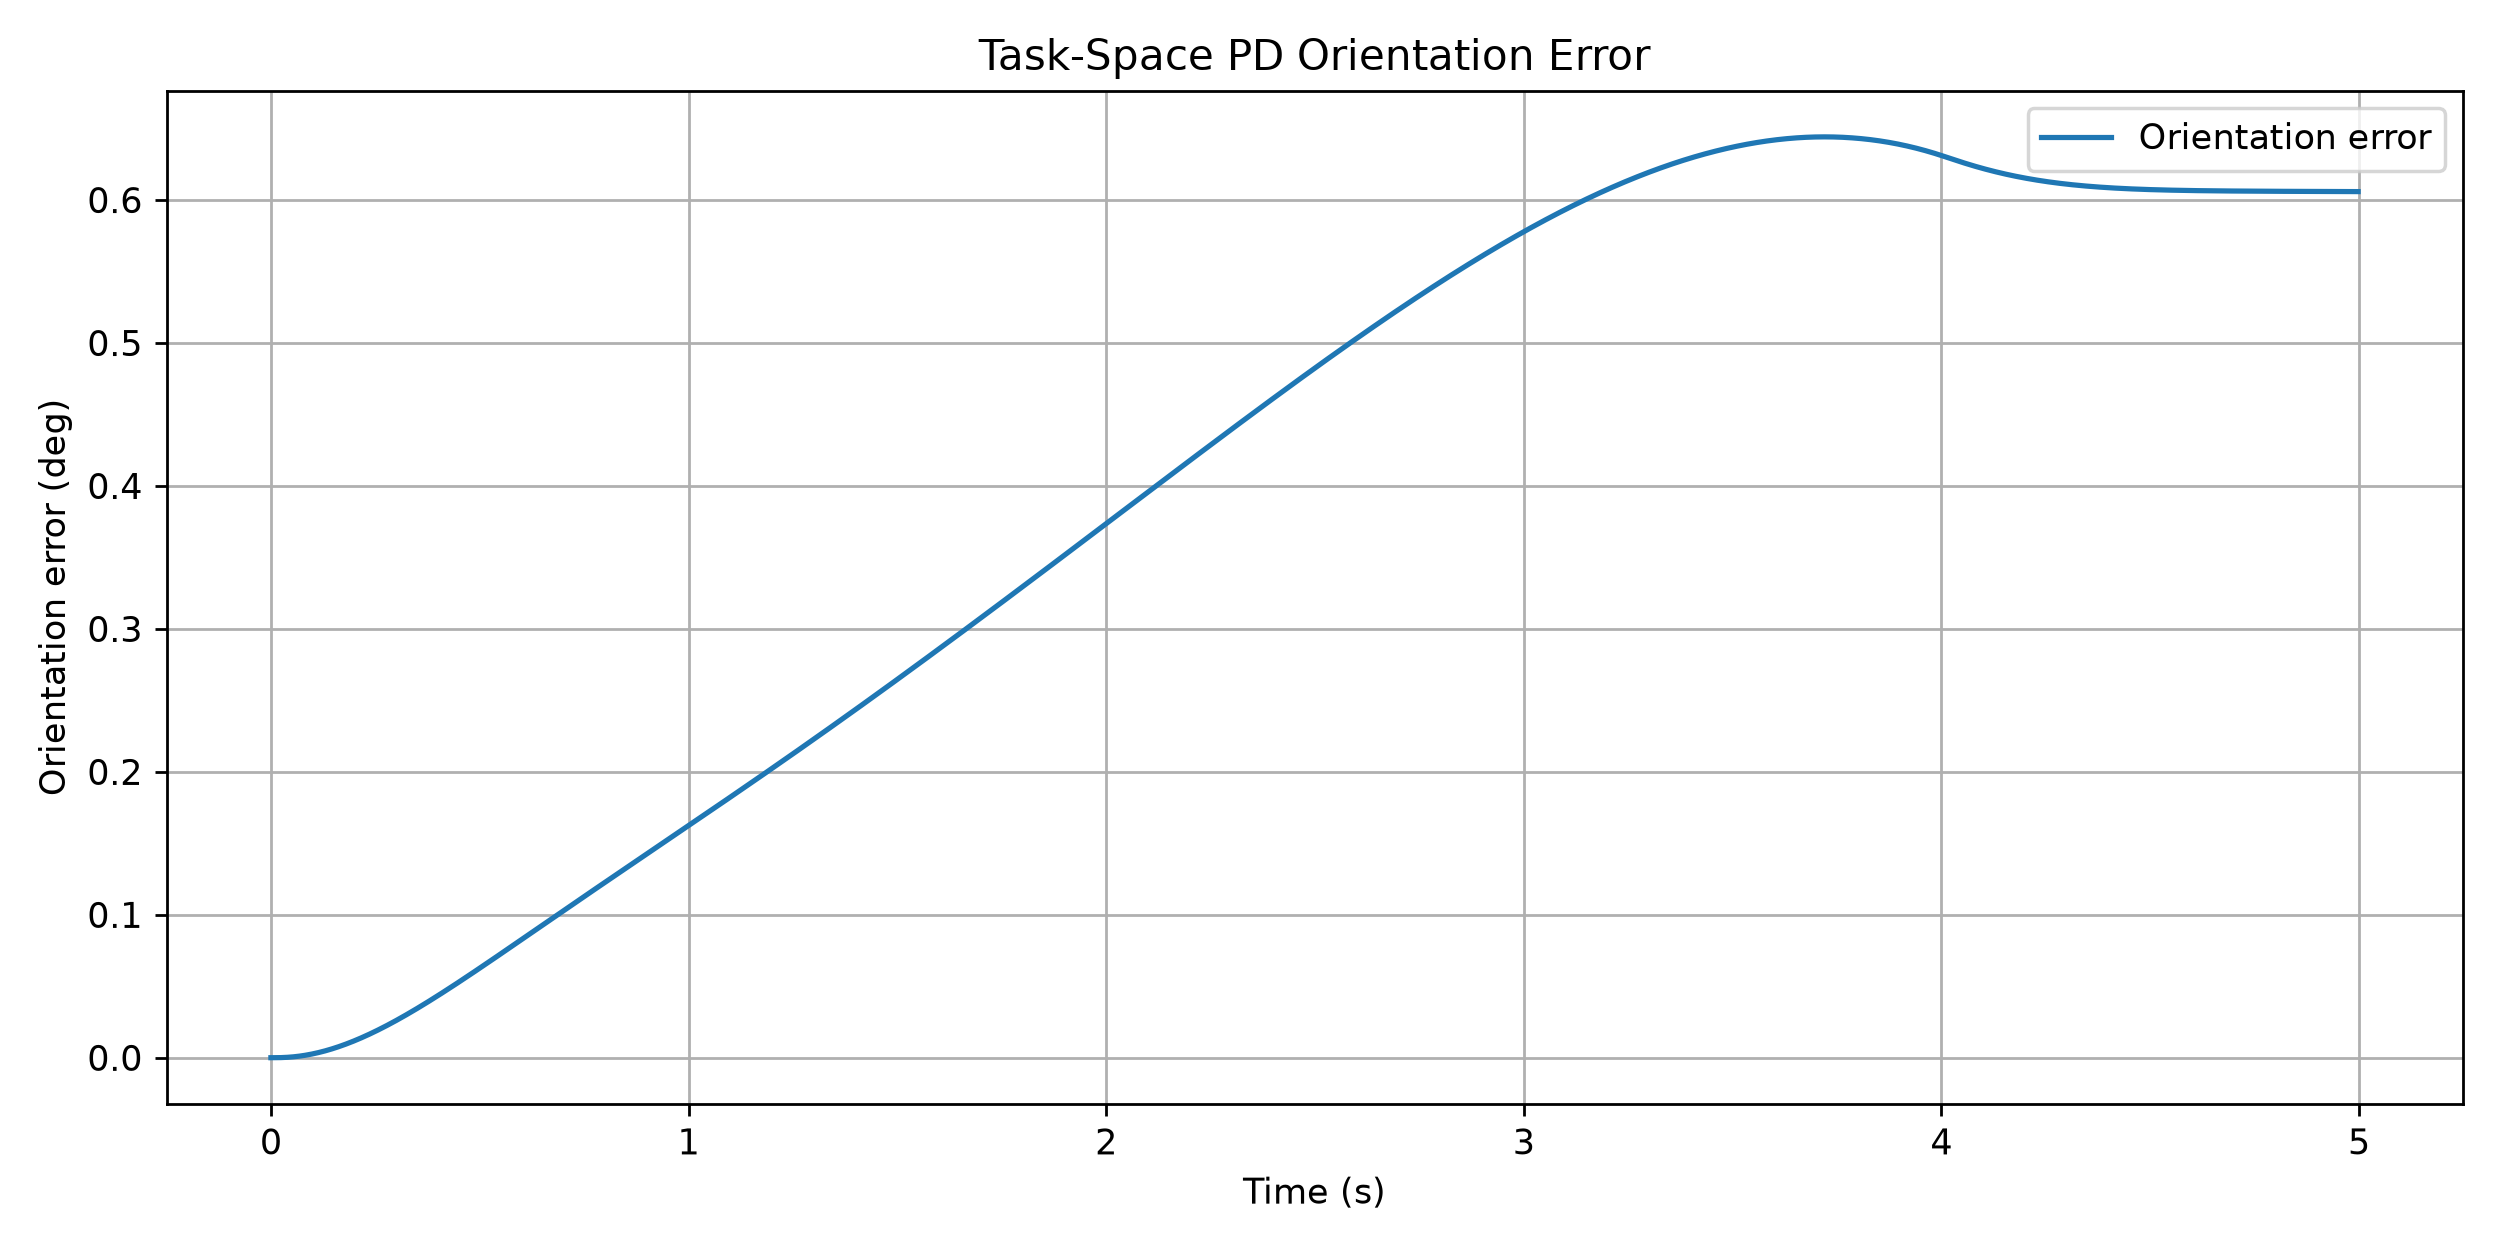 Task-Space PD Orientation Error
Orientation error
Orientation error (deg)
0.6
0.5
0.4
0.3
0.2
0.1
0.0
0 1 2 3 4 5
Time (s)